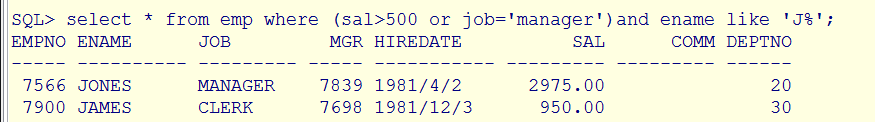 SQL> select * from emp where (sal>500 or job='manager')and ename like 'J%';
EMPNO ENAME      JOB         MGR HIREDATE          SAL      COMM DEPTNO
----- ---------- --------- ----- ----------- --------- --------- ------
 7566 JONES      MANAGER    7839 1981/4/2      2975.00               20
 7900 JAMES      CLERK      7698 1981/12/3      950.00               30